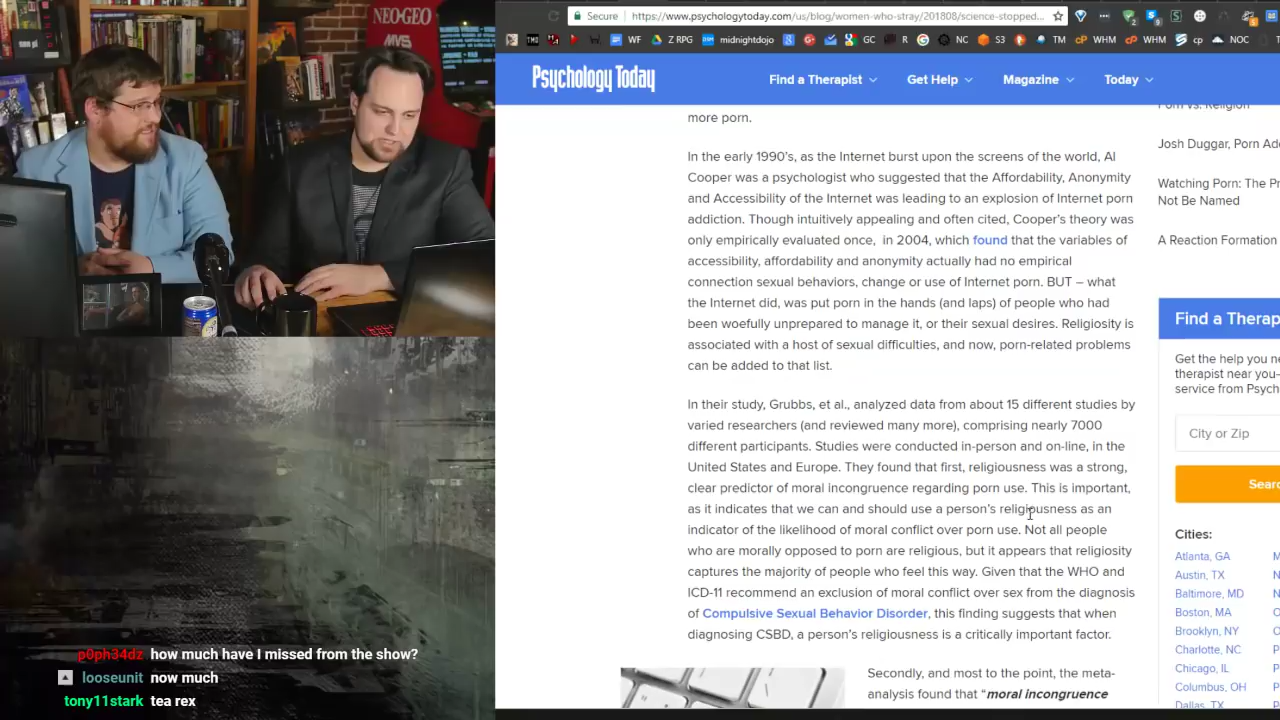 NEO·GEO
MVS
Secure
https://www.psychologytoday.com/us/blog/women-who-stray/201808/science-stopped...
TMD
WF
Z RPG
majorgdojo
GC
R
NC
S3
TM
WHM
WHM
NOC
Psychology Today
Find a Therapist
Get Help
Magazine
Today
more porn.
In the early 1990's, as the Internet burst upon the screens of the world, Al
Cooper was a psychologist who suggested that the Affordability, Anonymity
and Accessibility of the Internet was leading to an explosion of Internet porn
addiction. Though intuitively appealing and often cited, Cooper's theory was
only empirically evaluated once, in 2004, which found that the variables of
accessibility, affordability and anonymity actually had no empirical
connection sexual behaviors, change or use of Internet porn. BUT – what
the Internet did, was put porn in the hands (and laps) of people who had
been woefully unprepared to manage it, or their sexual desires. Religiosity is
associated with a host of sexual difficulties, and now, porn-related problems
can be added to that list.
In their study, Grubbs, et al., analyzed data from about 15 different studies by
varied researchers (and reviewed many more), comprising nearly 7000
different participants. Studies were conducted in-person and on-line, in the
United States and Europe. They found that first, religiousness was a strong,
clear predictor of moral incongruence regarding porn use. This is important,
as it indicates that we can and should use a person's religiousness as an
indicator of the likelihood of moral conflict over porn use. Not all people
who are morally opposed to porn are religious, but it appears that religiosity
captures the majority of people who feel this way. Given that the WHO and
ICD-11 recommend an exclusion of moral conflict over sex from the diagnosis
of Compulsive Sexual Behavior Disorder, this finding suggests that when
diagnosing CSBD, a person's religiousness is a critically important factor.
Secondly, and most to the point, the meta-
analysis found that “moral incongruence
Porn vs. Religion
Josh Duggar, Porn Ad
Watching Porn: The Pr
Not Be Named
A Reaction Formation
Find a Therap
Get the help you ne
therapist near you–
service from Psych
City or Zip
Searc
Cities:
Atlanta, GA
Austin, TX
Baltimore, MD
Boston, MA
Brooklyn, NY
Charlotte, NC
Chicago, IL
Columbus, OH
Dallas, TX
p0ph34dz how much have I missed from the show?
looseunit now much
tony11stark tea rex